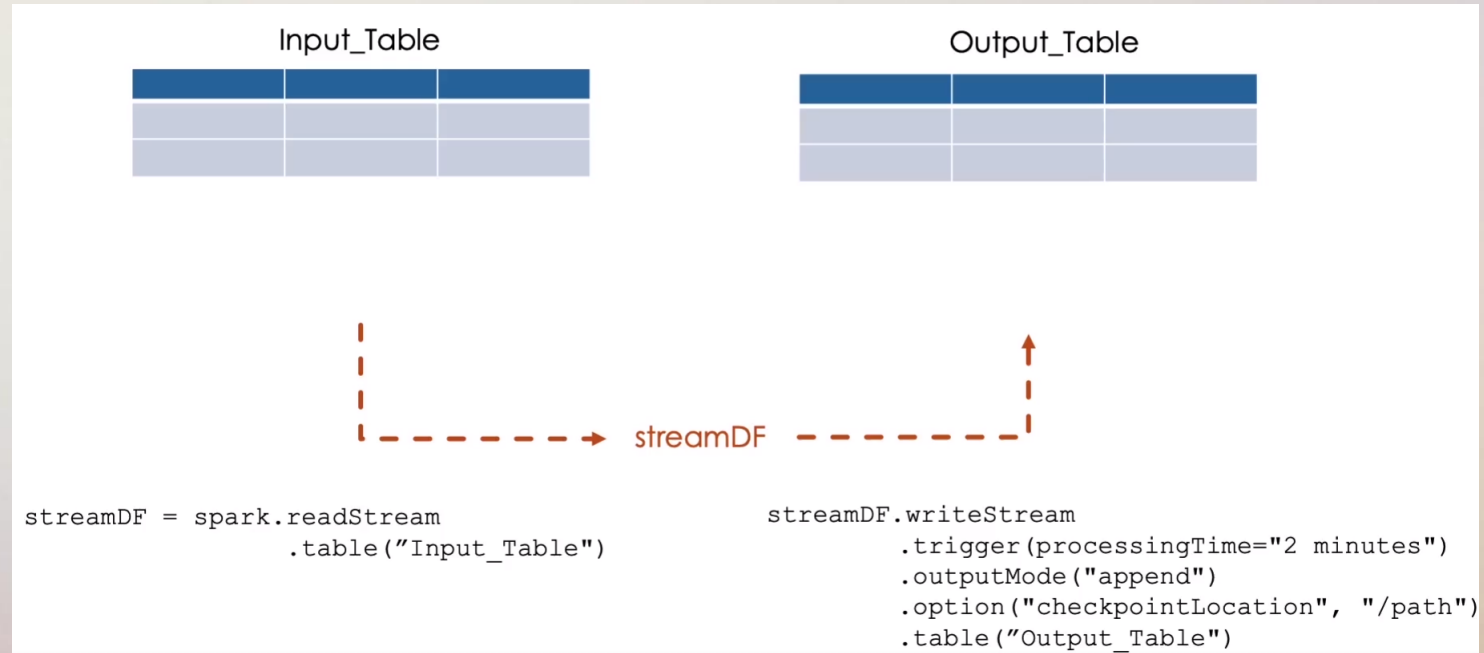 Input_Table
Output_Table
streamDF
streamDF = spark.readStream
.table(”Input_Table")
streamDF.writeStream
.trigger(processingTime="2 minutes")
.outputMode("append")
.option("checkpointLocation", "/path")
.table(”Output_Table")